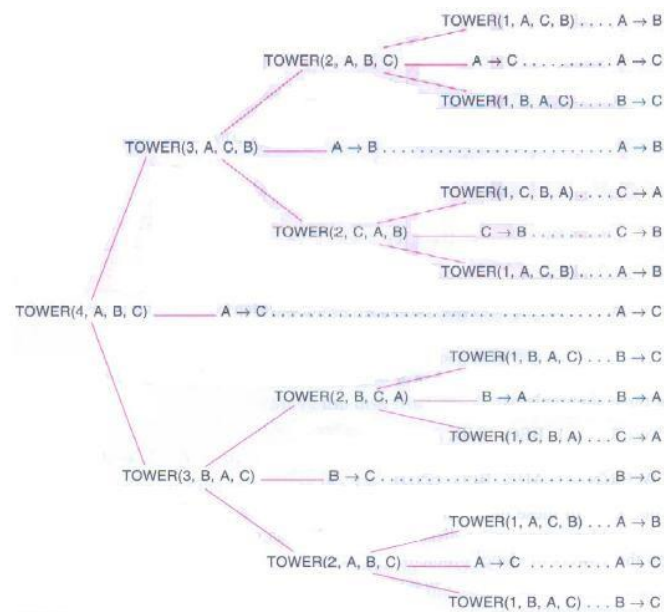 TOWER(1, A, C, B) . . . . A → B
TOWER(2, A, B, C) A → C . . . . . . . . . . A → C
TOWER(1, B, A, C) . . . . B → C
TOWER(3, A, C, B) A → B . . . . . . . . . . . . . . . . . . . . . . . . . . . . . . A → B
TOWER(1, C, B, A) . . . . C → A
TOWER(2, C, A, B) C → B . . . . . . . C → B
TOWER(1, A, C, B) . . . . A → B
TOWER(4, A, B, C) A → C . . . . . . . . . . . . . . . . . . . . . . . . . . . . . . . . . . . . . . . . . . . A → C
TOWER(1, B, A, C) . . . B → C
TOWER(2, B, C, A) B → A . . . . . . . . B → A
TOWER(1, C, B, A) . . . C → A
TOWER(3, B, A, C) B → C . . . . . . . . . . . . . . . . . . . . . . . . . . . . . B → C
TOWER(1, A, C, B) . . . A → B
TOWER(2, A, B, C) A → C . . . . . . . . A → C
TOWER(1, B, A, C) . . . B → C